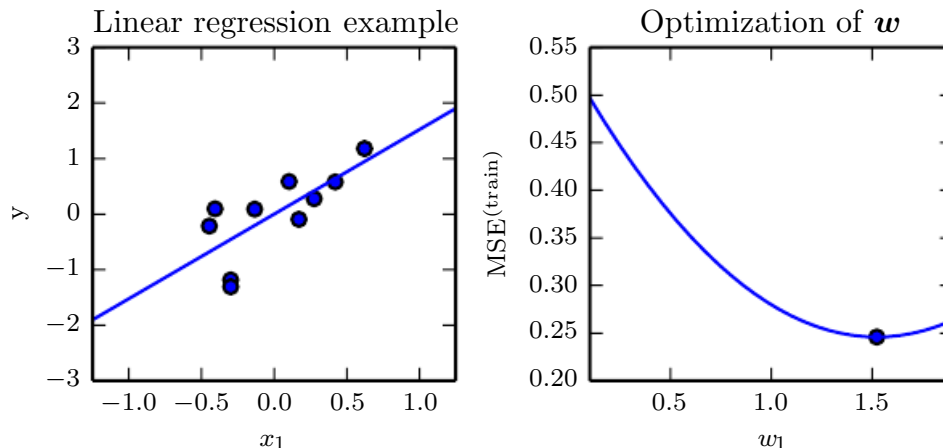 Linear regression example
3
2
1
0
−1
−2
−3
y
−1.0 −0.5 0.0 0.5 1.0
x1
Optimization of w
0.55
0.50
0.45
0.40
0.35
0.30
0.25
0.20
MSE(train)
0.5 1.0 1.5
w1